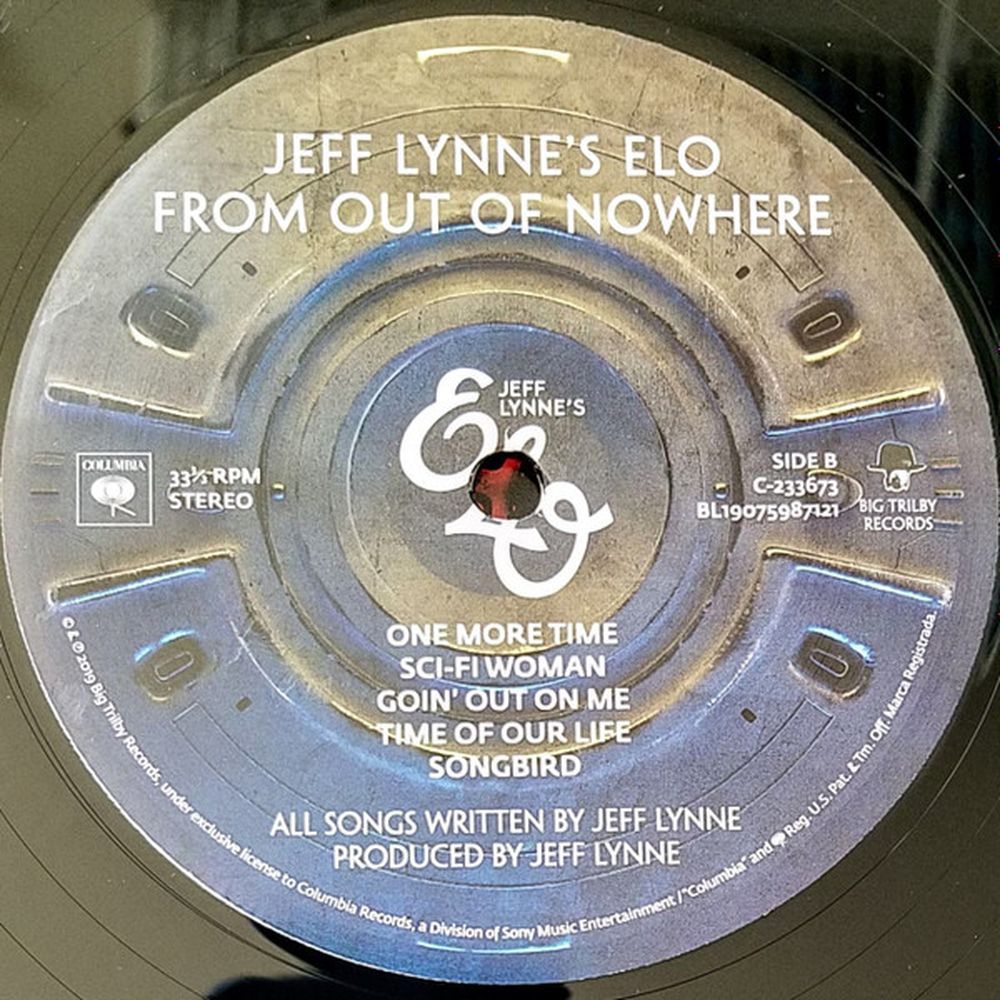 JEFF LYNNE'S ELO
FROM OUT OF NOWHERE
JEFF
LYNNE'S
ELO
COLUMBIA
33⅓ RPM
STEREO
SIDE B
C-233673
BL19075987121
BIG TRILBY
RECORDS
ONE MORE TIME
SCI-FI WOMAN
GOIN' OUT ON ME
TIME OF OUR LIFE
SONGBIRD
ALL SONGS WRITTEN BY JEFF LYNNE
PRODUCED BY JEFF LYNNE
© & ℗ 2019 Big Trilby Records, under exclusive license to Columbia Records, a Division of Sony Music Entertainment / "Columbia" and Reg. U.S. Pat. & Tm. Off. Marca Registrada.